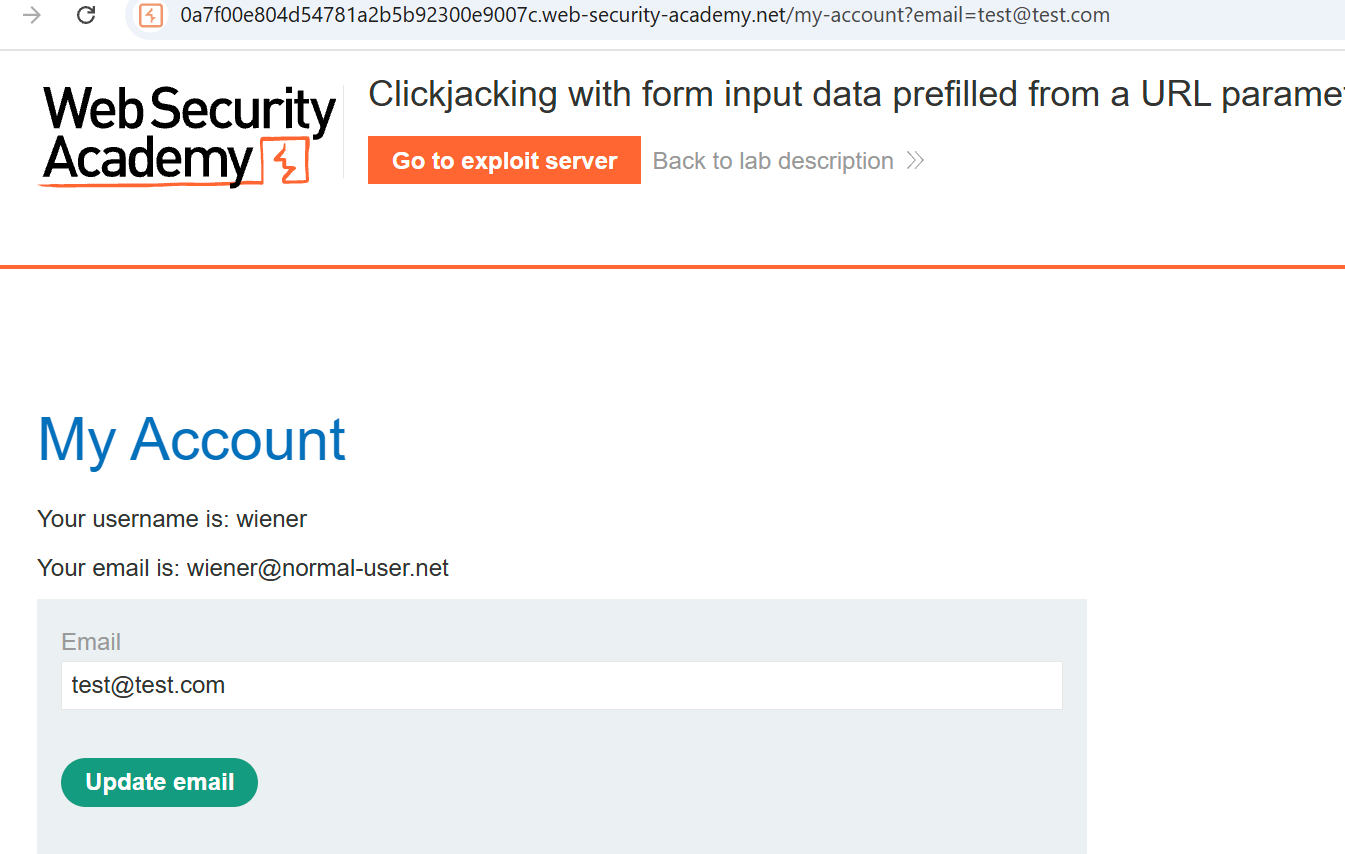 0a7f00e804d54781a2b5b92300e9007c.web-security-academy.net/my-account?email=test@test.com
Web Security
Academy
Clickjacking with form input data prefilled from a URL
Go to exploit server
Back to lab description
My Account
Your username is: wiener
Your email is: wiener@normal-user.net
Email
test@test.com
Update email